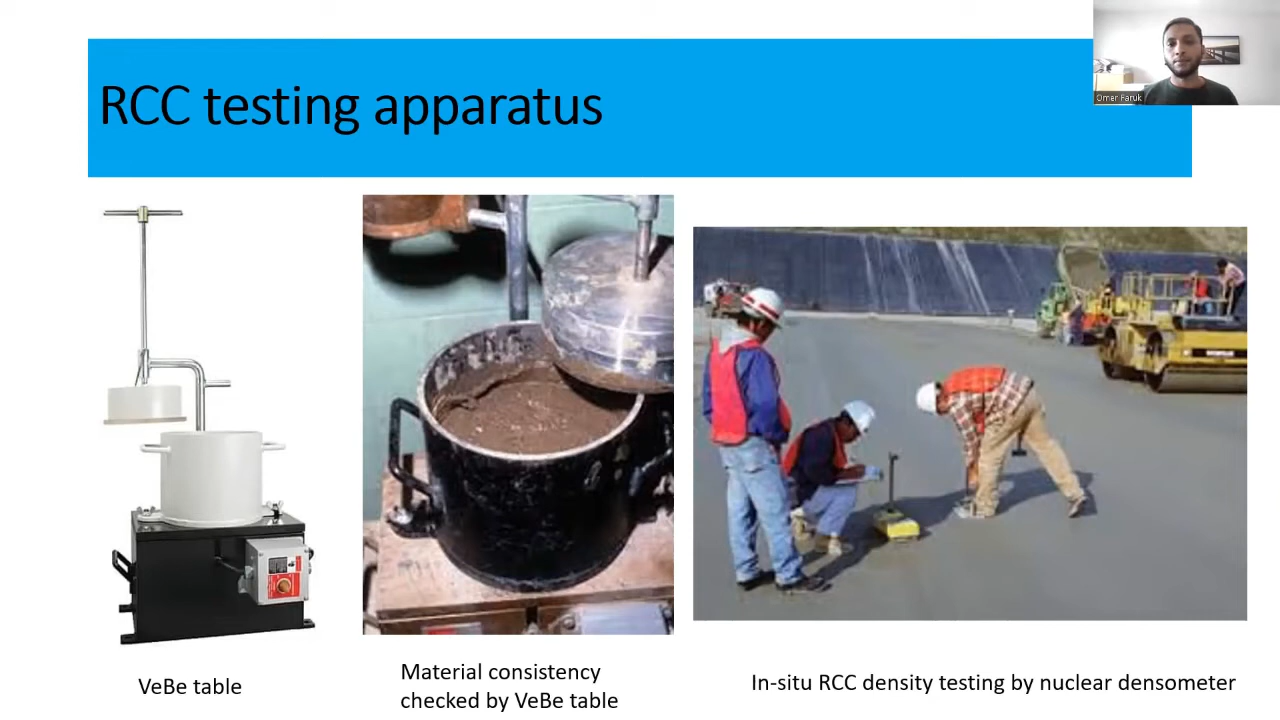 RCC testing apparatus
Omer Faruk
VeBe table
Material consistency
checked by VeBe table
In-situ RCC density testing by nuclear densometer